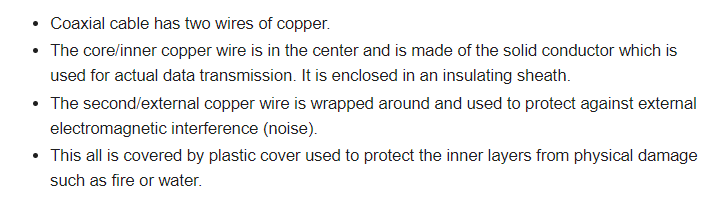 • Coaxial cable has two wires of copper.
• The core/inner copper wire is in the center and is made of the solid conductor which is
used for actual data transmission. It is enclosed in an insulating sheath.
• The second/external copper wire is wrapped around and used to protect against external
electromagnetic interference (noise).
• This all is covered by plastic cover used to protect the inner layers from physical damage
such as fire or water.